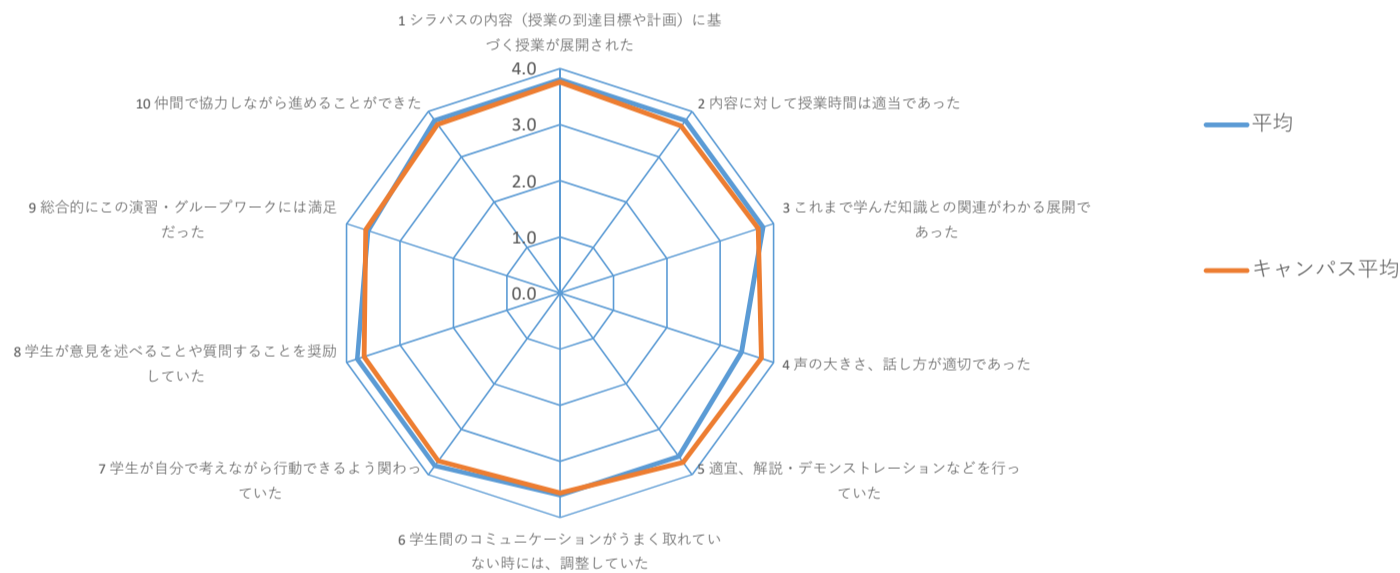 1 シラバスの内容（授業の到達目標や計画）に基
づく授業が展開された
4.0
3.0
2.0
1.0
0.0
2 内容に対して授業時間は適当であった
3 これまで学んだ知識との関連がわかる展開で
あった
4 声の大きさ、話し方が適切であった
5 適宜、解説・デモンストレーションなどを行っ
ていた
6 学生間のコミュニケーションがうまく取れてい
ない時には、調整していた
7 学生が自分で考えながら行動できるよう関わっ
ていた
8 学生が意見を述べることや質問することを奨励
していた
9 総合的にこの演習・グループワークには満足
だった
10 仲間で協力しながら進めることができた
平均
キャンパス平均